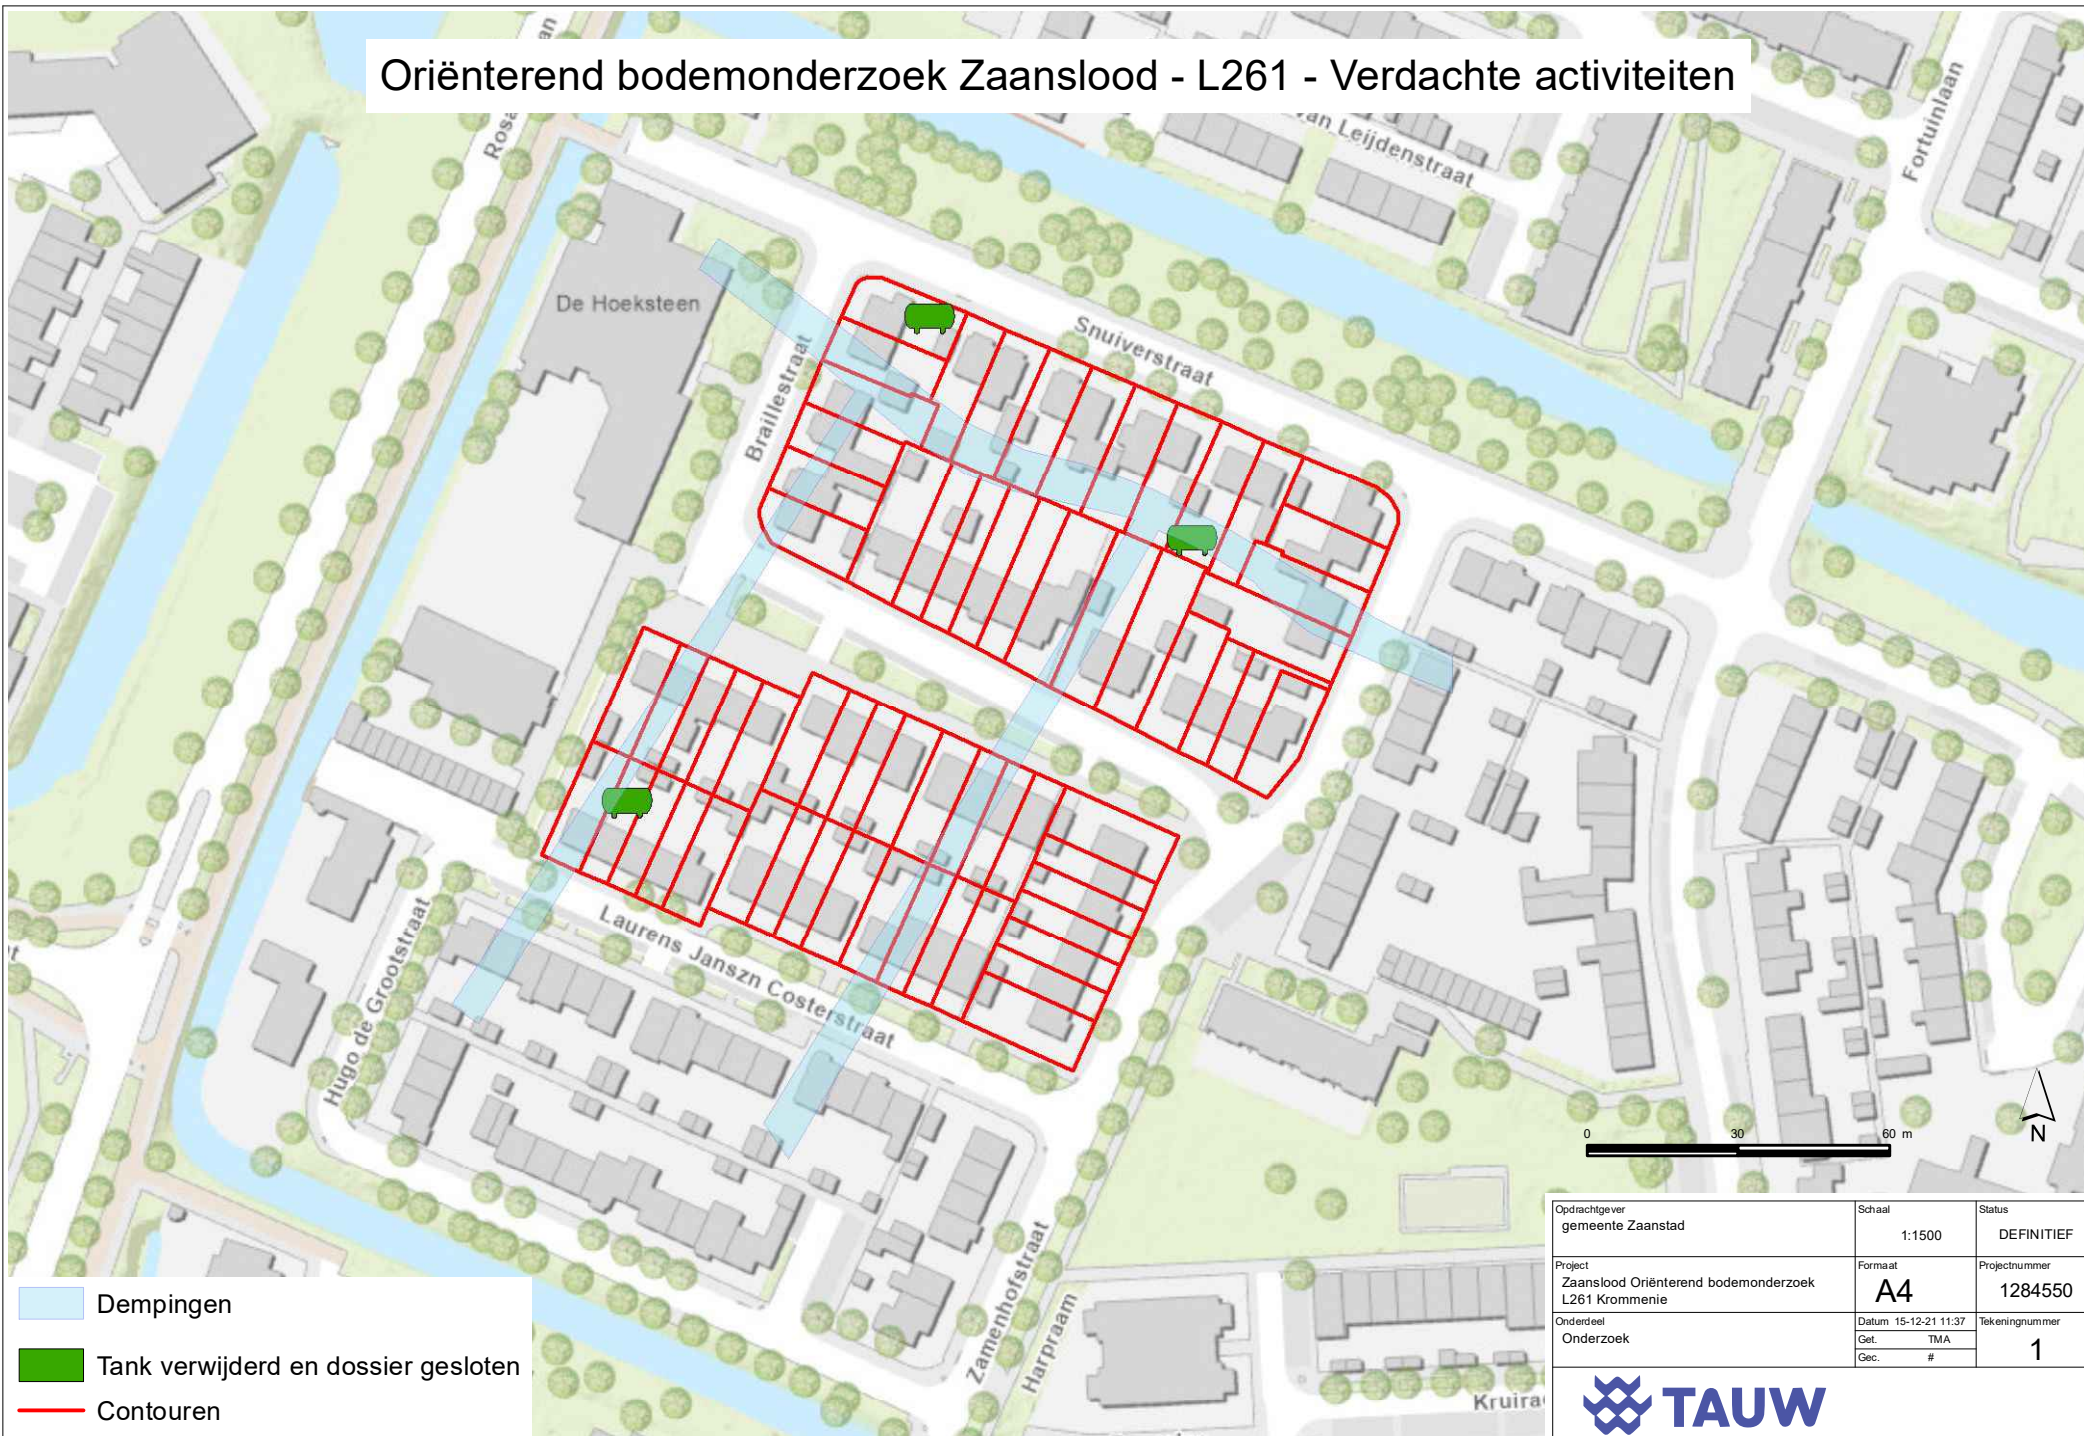 Oriënterend bodemonderzoek Zaanslood - L261 - Verdachte activiteiten
van Leijdenstraat
Fortuinlaan
De Hoeksteen
Snuiverstraat
Braillestraat
Laurens Janszn Costerstraat
Hugo de Grootstraat
Zamenhofstraat
Harpraam
0 30 60 m
N
Dempingen
Tank verwijderd en dossier gesloten
Contouren
Opdrachtgever
gemeente Zaanstad
Schaal
1:1500
Status
DEFINITIEF
Project
Zaanslood Oriënterend bodemonderzoek
L261 Krommenie
Formaat
A4
Projectnummer
1284550
Onderdeel
Onderzoek
Datum 15-12-21 11:37
Get. TMA
Gec. #
Tekeningnummer
1
TAUW